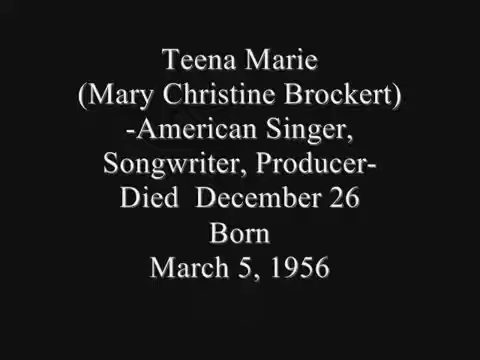 Teena Marie
(Mary Christine Brockert)
-American Singer,
Songwriter, Producer-
Died  December 26
Born
March 5, 1956